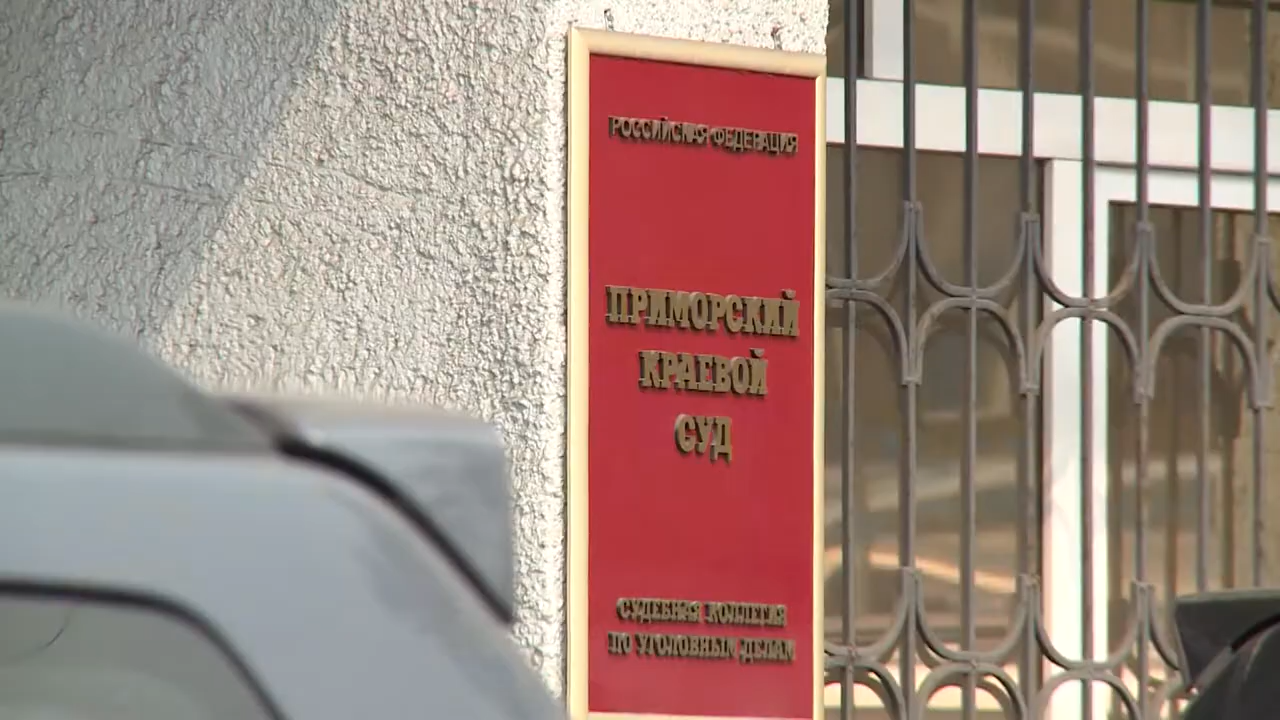 РОССИЙСКАЯ ФЕДЕРАЦИЯ
ПРИМОРСКИЙ
КРАЕВОЙ
СУД
СУДЕБНАЯ КОЛЛЕГИЯ
ПО УГОЛОВНЫМ ДЕЛАМ